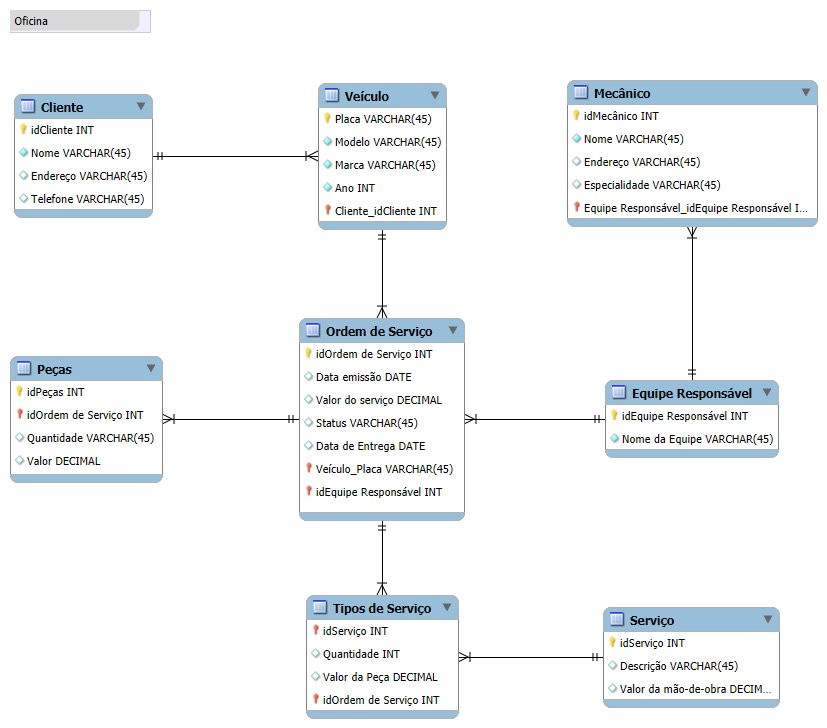 Oficina
Cliente
idCliente INT
Nome VARCHAR(45)
Endereço VARCHAR(45)
Telefone VARCHAR(45)
Veículo
Placa VARCHAR(45)
Modelo VARCHAR(45)
Marca VARCHAR(45)
Ano INT
Cliente_idCliente INT
Mecânico
idMecânico INT
Nome VARCHAR(45)
Endereço VARCHAR(45)
Especialidade VARCHAR(45)
Equipe Responsável_idEquipe Responsável I...
Peças
idPeças INT
idOrdem de Serviço INT
Quantidade VARCHAR(45)
Valor DECIMAL
Ordem de Serviço
idOrdem de Serviço INT
Data emissão DATE
Valor do serviço DECIMAL
Status VARCHAR(45)
Data de Entrega DATE
Veículo_Placa VARCHAR(45)
idEquipe Responsável INT
Equipe Responsável
idEquipe Responsável INT
Nome da Equipe VARCHAR(45)
Tipos de Serviço
idServiço INT
Quantidade INT
Valor da Peça DECIMAL
idOrdem de Serviço INT
Serviço
idServiço INT
Descrição VARCHAR(45)
Valor da mão-de-obra DECIM...